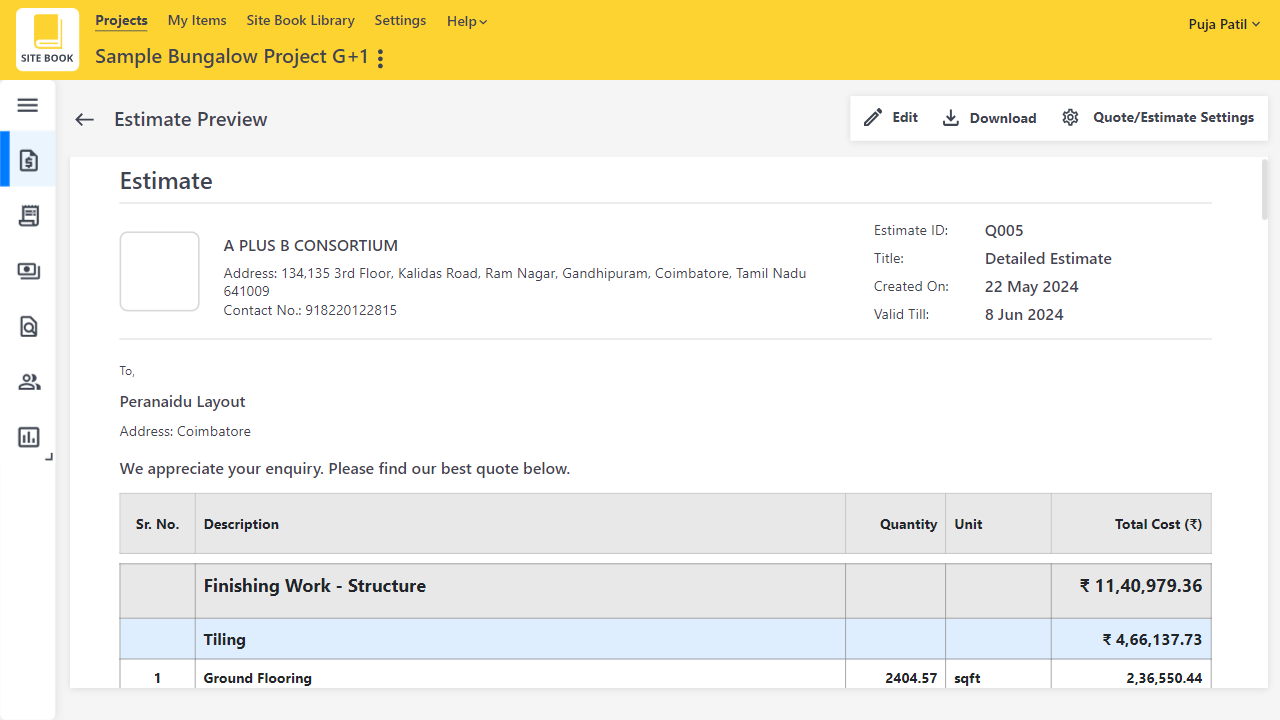 Projects My Items Site Book Library Settings Help
Puja Patil
SITE BOOK
Sample Bungalow Project G+1
Estimate Preview
Edit Download Quote/Estimate Settings
Estimate
A PLUS B CONSORTIUM
Address: 134,135 3rd Floor, Kalidas Road, Ram Nagar, Gandhipuram, Coimbatore, Tamil Nadu
641009
Contact No.: 918220122815
Estimate ID: Q005
Title: Detailed Estimate
Created On: 22 May 2024
Valid Till: 8 Jun 2024
To,
Peranaidu Layout
Address: Coimbatore
We appreciate your enquiry. Please find our best quote below.
Sr. No. Description Quantity Unit Total Cost (₹)
Finishing Work - Structure ₹ 11,40,979.36
Tiling ₹ 4,66,137.73
1 Ground Flooring 2404.57 sqft 2,36,550.44